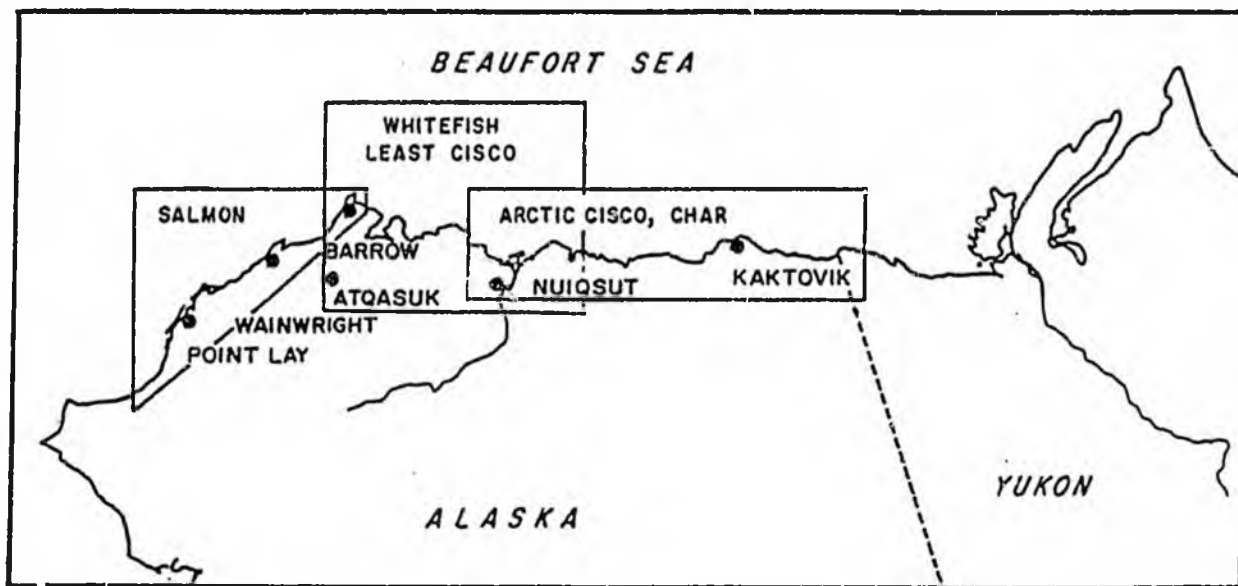 BEAUFORT SEA
WHITEFISH
LEAST CISCO
SALMON
ARCTIC CISCO, CHAR
BARROW
ATQASUK
NUIQSUT
KAKTOVIK
WAINWRIGHT
POINT LAY
YUKON
ALASKA